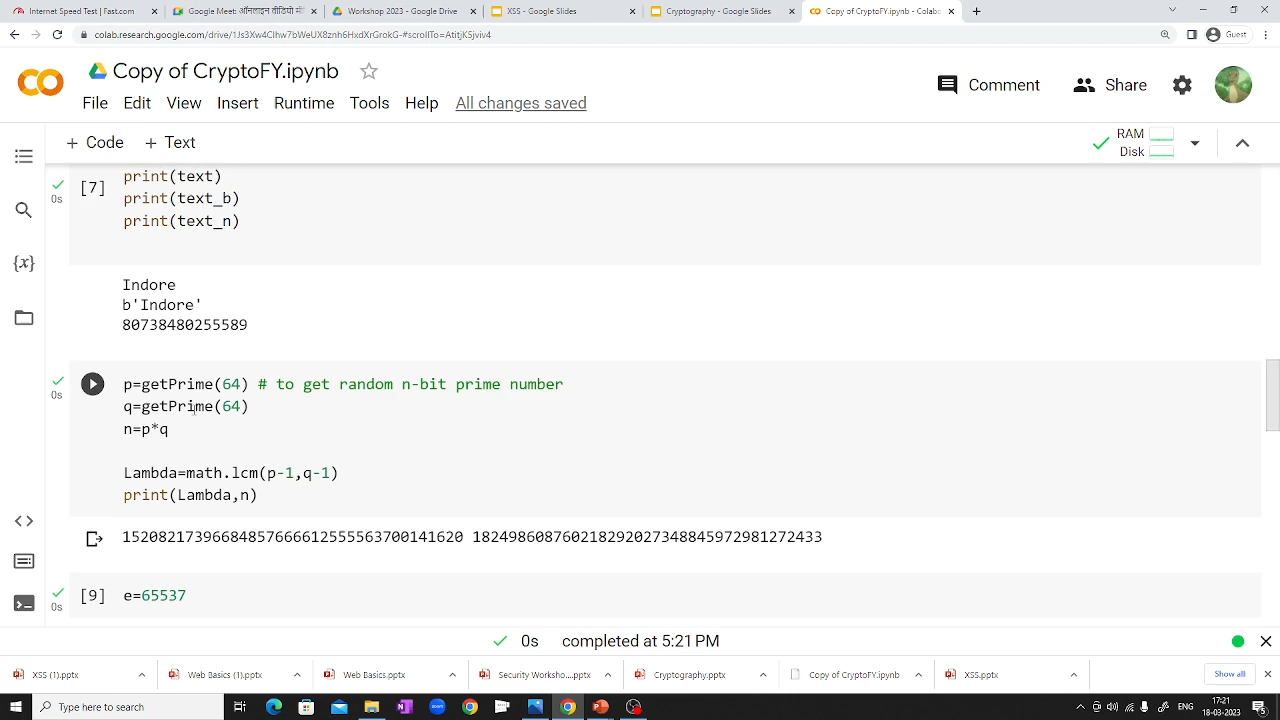 Internet Speed Test | Fast.com
Google Meet ऑनलाइन वीडियो मी
Workshop 2023 - Google Drive
XSS - Google Slides
Cryptography - Google Slides
Copy of CryptoFY.ipynb - Colab
colab.research.google.com/drive/
Guest
Copy of CryptoFY.ipynb
Comment
Share
File Edit View Insert Runtime Tools Help All changes saved
+ Code + Text
RAM
Disk
[7]
0s
print(text)
print(text_b)
print(text_n)
Indore
b'Indore'
80738480255589
0s
p=getPrime(64) # to get random n-bit prime number
q=getPrime(64)
n=p*q
Lambda=math.lcm(p-1,q-1)
print(Lambda,n)
15208217396684857666612555563700141620 182498608760218292027348845972981272433
[9] e=65537
0s
{x}
0s completed at 5:21 PM
XSS (1).pptx
Web Basics (1).pptx
Web Basics.pptx
Security Worksho....pptx
Cryptography.pptx
Copy of CryptoFY.ipynb
XSS.pptx
Show all
Type here to search
ENG
17:21
18-03-2023